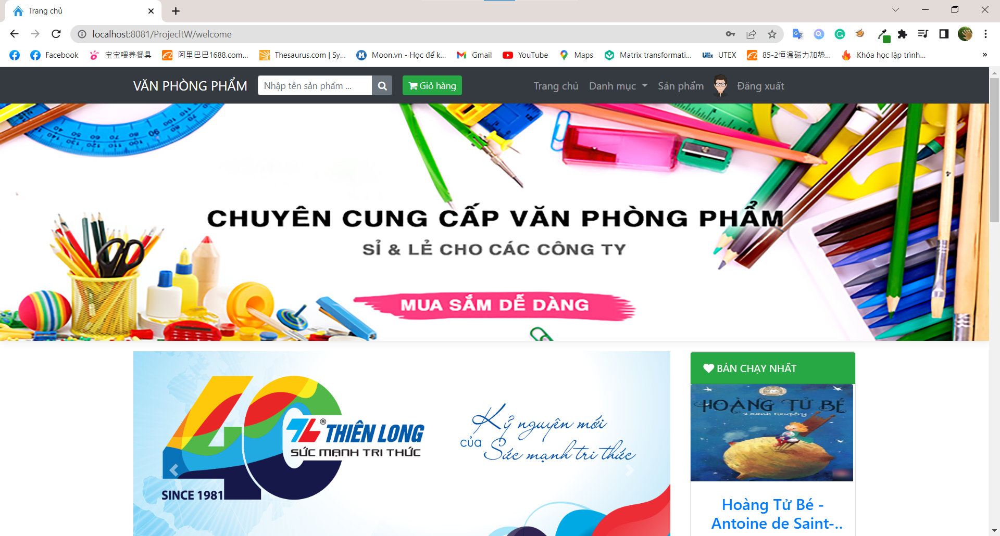 Trang chủ
localhost:8081/ProjecltW/welcome
Facebook
宝宝喂养餐具
阿里巴巴1688.com...
Thesaurus.com | Sy...
Moon.vn - Học để k...
Gmail
YouTube
Maps
Matrix transformati...
UTEX
85-2恒温磁力加热...
Khóa học lập trình...
»
VĂN PHÒNG PHẨM
Nhập tên sản phẩm ...
Giỏ hàng
Trang chủ
Danh mục
Sản phẩm
Đăng xuất
CHUYÊN CUNG CẤP VĂN PHÒNG PHẨM
SỈ & LẺ CHO CÁC CÔNG TY
MUA SẮM DỄ DÀNG
40
THIÊN LONG®
SỨC MẠNH TRI THỨC
SINCE 1981
Kỷ nguyên mới
của Sức mạnh tri thức
BÁN CHẠY NHẤT
HOÀNG TỬ BÉ
Hoàng Tử Bé -
Antoine de Saint-..